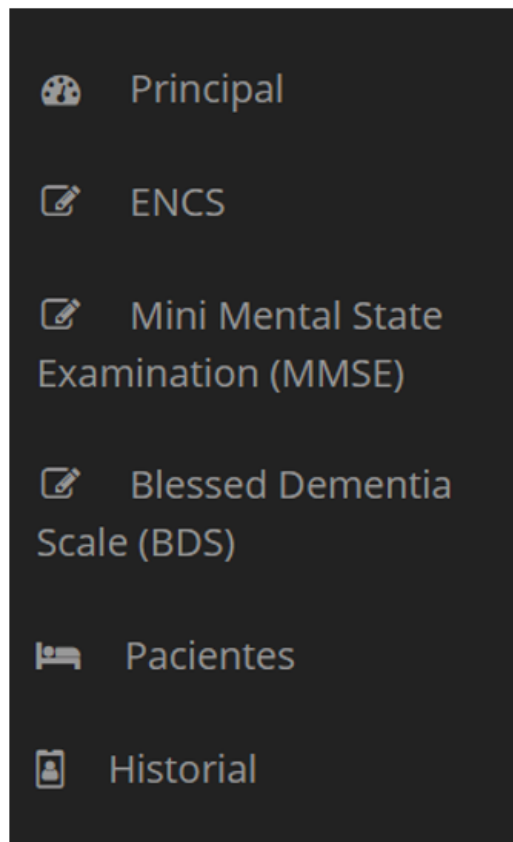 Principal
ENCS
Mini Mental State
Examination (MMSE)
Blessed Dementia
Scale (BDS)
Pacientes
Historial